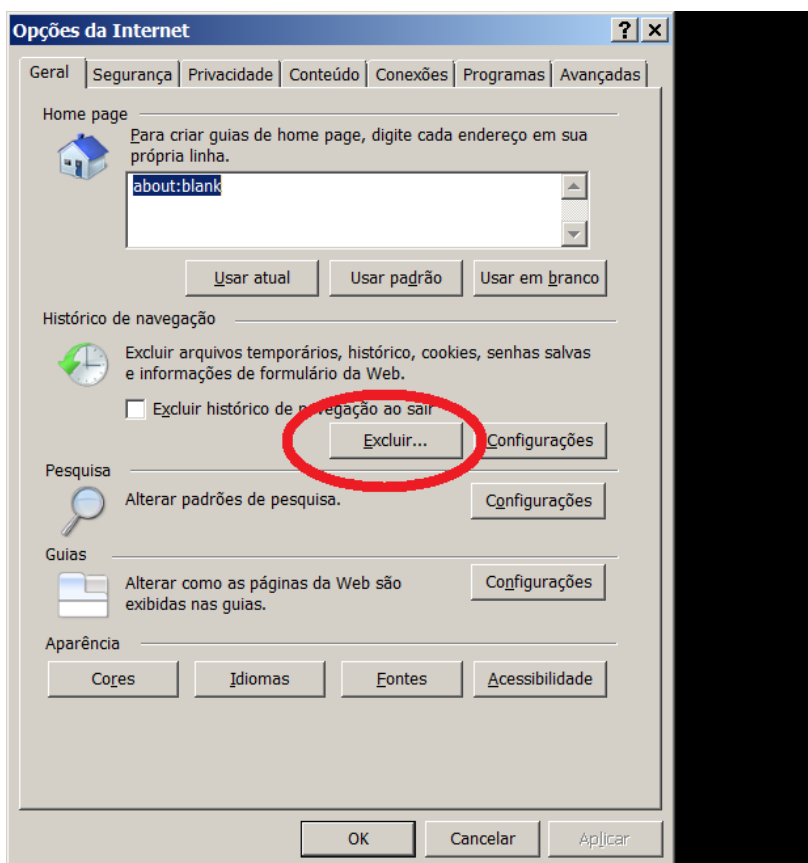 Opções da Internet
Geral Segurança Privacidade Conteúdo Conexões Programas Avançadas
Home page
Para criar guias de home page, digite cada endereço em sua
própria linha.
about:blank
Usar atual Usar padrão Usar em branco
Histórico de navegação
Excluir arquivos temporários, histórico, cookies, senhas salvas
e informações de formulário da Web.
Excluir histórico de navegação ao sair
Excluir... Configurações
Pesquisa
Alterar padrões de pesquisa.
Configurações
Guias
Alterar como as páginas da Web são
exibidas nas guias.
Configurações
Aparência
Cores Idiomas Fontes Acessibilidade
OK Cancelar Aplicar